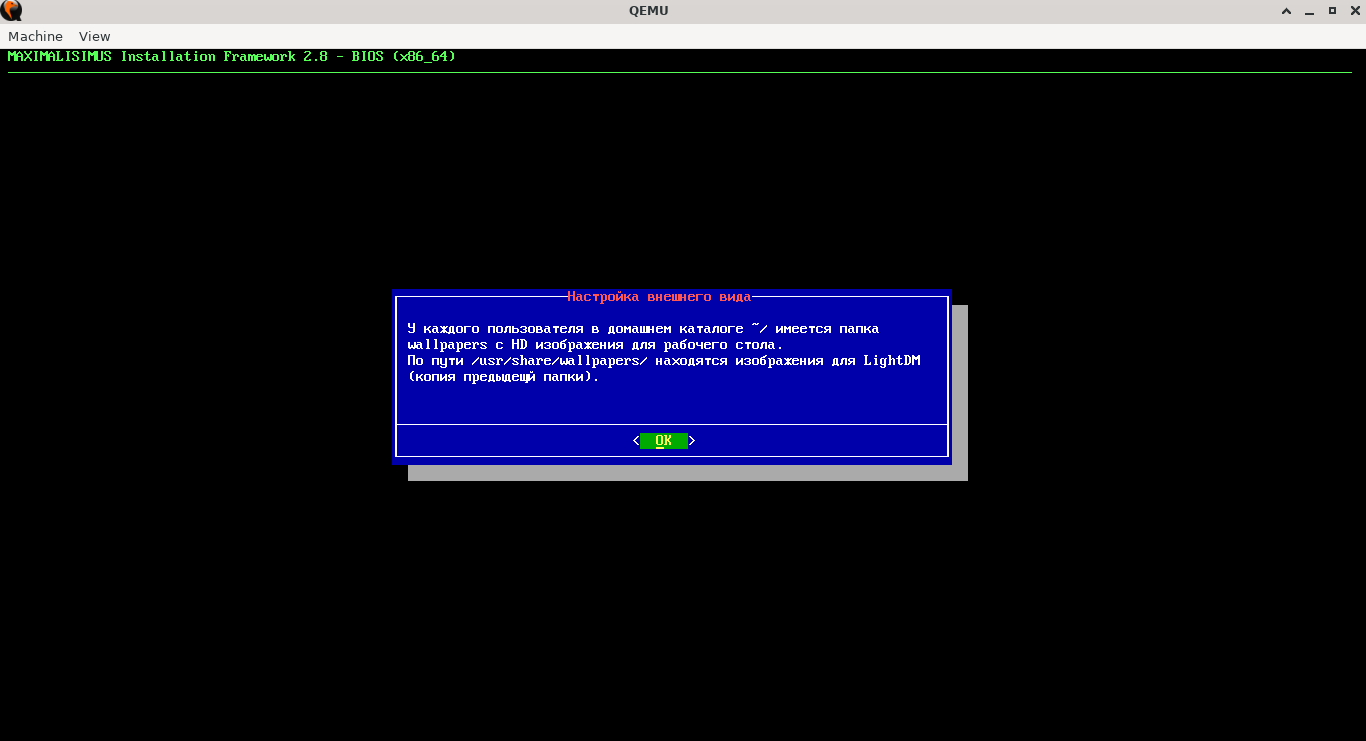 QEMU
Machine View
MAXIMALISIMUS Installation Framework 2.8 - BIOS (x86_64)
Настройка внешнего вида
У каждого пользователя в домашнем каталоге ~/ имеется папка
wallpapers с HD изображения для рабочего стола.
По пути /usr/share/wallpapers/ находятся изображения для LightDM
(копия предыдещй папки).
< OK >